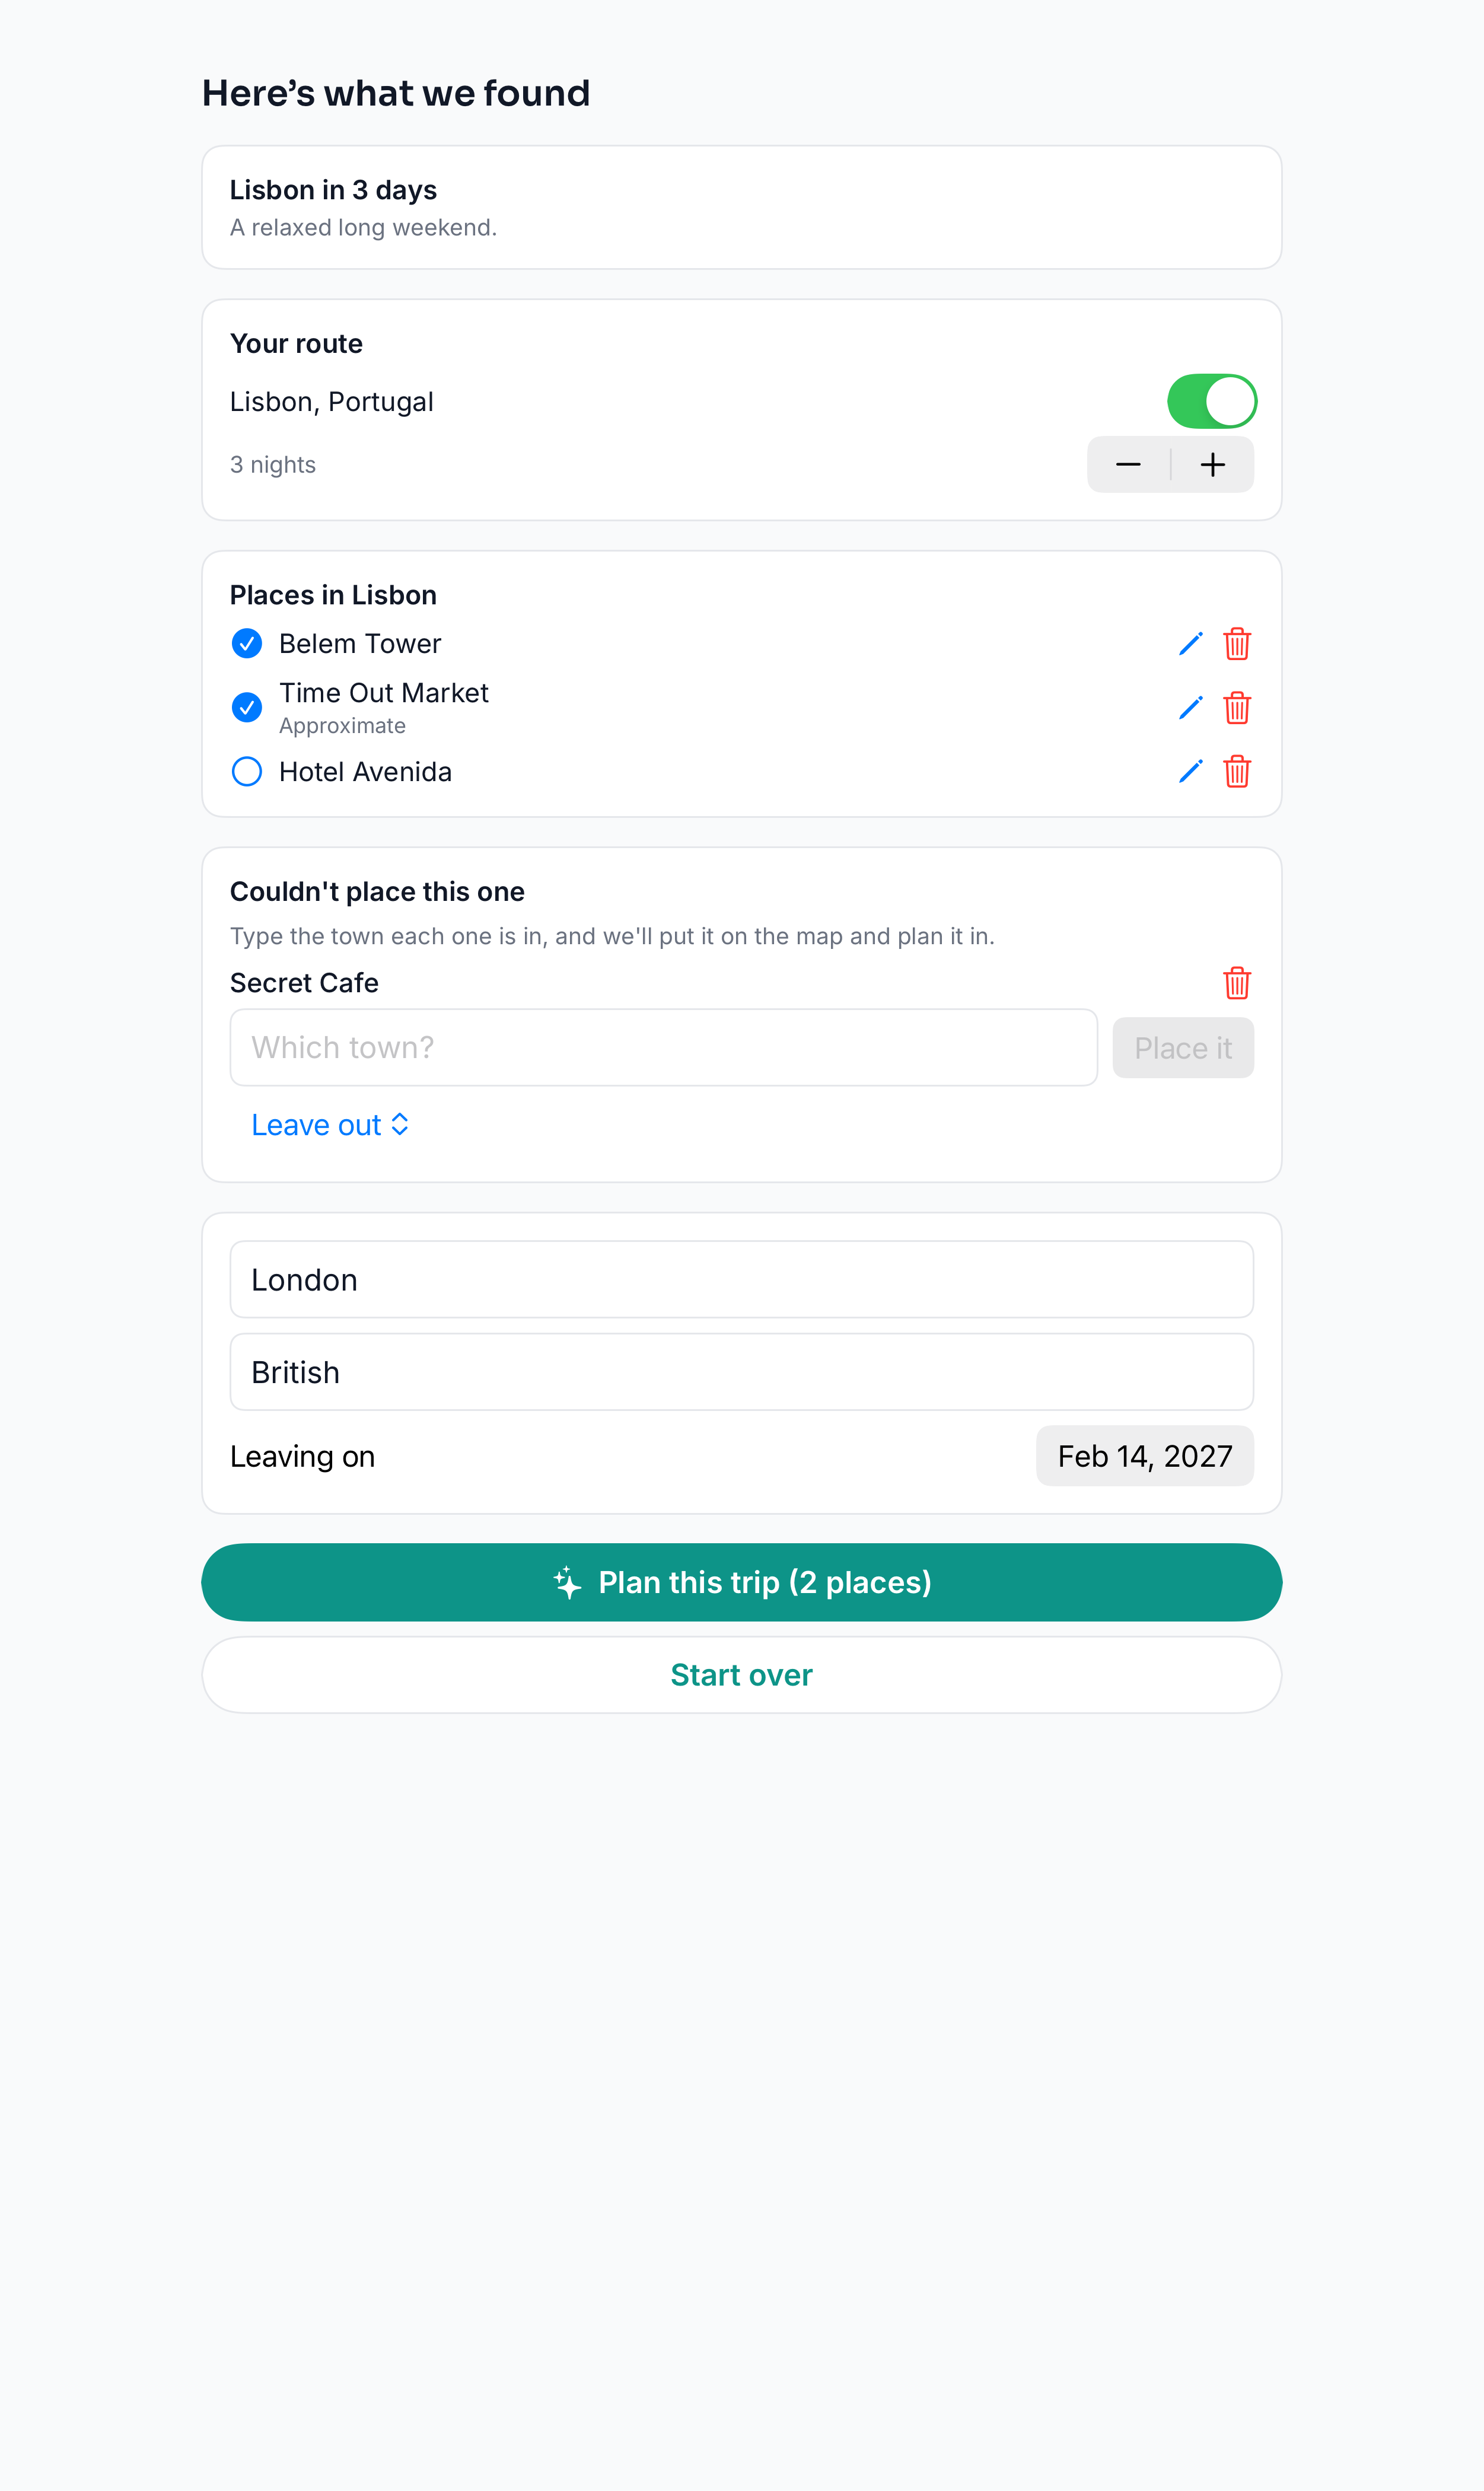 Here’s what we found
Lisbon in 3 days
A relaxed long weekend.
Your route
Lisbon, Portugal
3 nights
Places in Lisbon
Belem Tower
Time Out Market
Approximate
Hotel Avenida
Couldn't place this one
Type the town each one is in, and we'll put it on the map and plan it in.
Secret Cafe
Which town?
Place it
Leave out
London
British
Leaving on
Feb 14, 2027
Plan this trip (2 places)
Start over